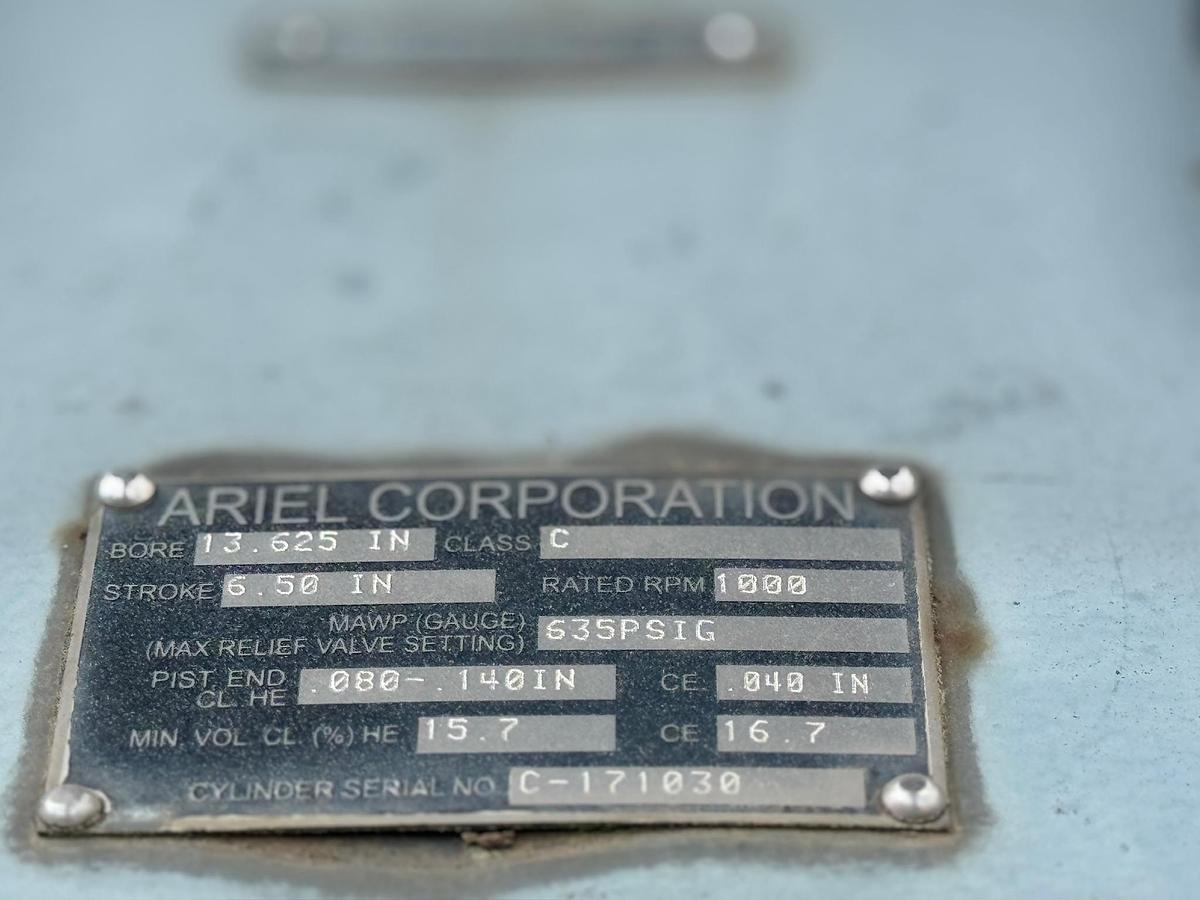 ARIEL CORPORATION
BORE 13.625 IN CLASS C
STROKE 6.50 IN RATED RPM 1000
MAWP (GAUGE)
(MAX RELIEF VALVE SETTING) 635PSIG
PIST. END
CL. HE .080-.140IN CE .040 IN
MIN. VOL. CL. (%) HE 15.7 CE 16.7
CYLINDER SERIAL NO. C-171030